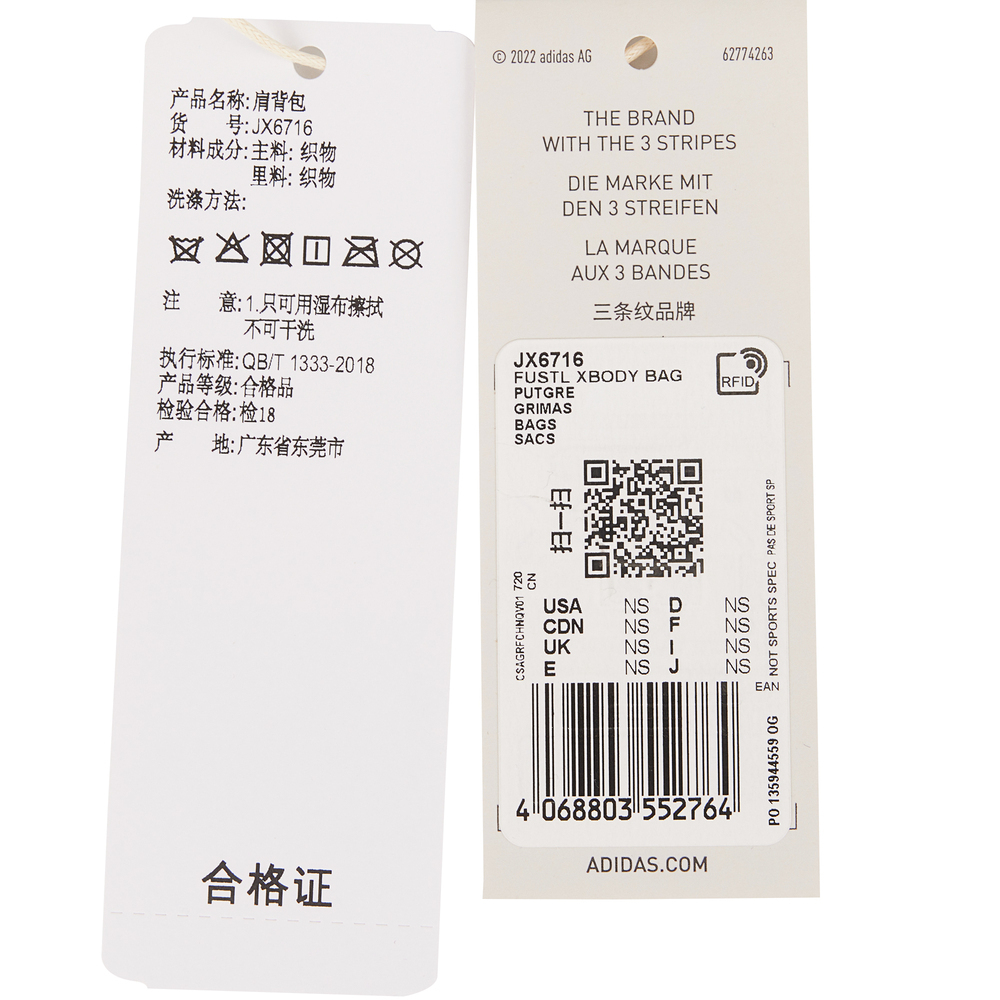 产品名称:肩背包
货 号:JX6716
材料成分:主料: 织物
里料: 织物
洗涤方法:
注 意:1.只可用湿布擦拭
不可干洗
执行标准:QB/T 1333-2018
产品等级:合格品
检验合格:检18
产 地:广东省东莞市
合格证
© 2022 adidas AG
62774263
THE BRAND
WITH THE 3 STRIPES
DIE MARKE MIT
DEN 3 STREIFEN
LA MARQUE
AUX 3 BANDES
三条纹品牌
JX6716
FUSTL XBODY BAG
PUTGRE
GRIMAS
BAGS
SACS
RFID
扫一扫
CSAGRFCHNQV01 720
CN
USA NS D NS
CDN NS F NS
UK NS I NS
E NS J NS
NOT SPORTS SPEC PAS DE SPORT SP
EAN
4 068803 552764
PO 135944559 OG
ADIDAS.COM